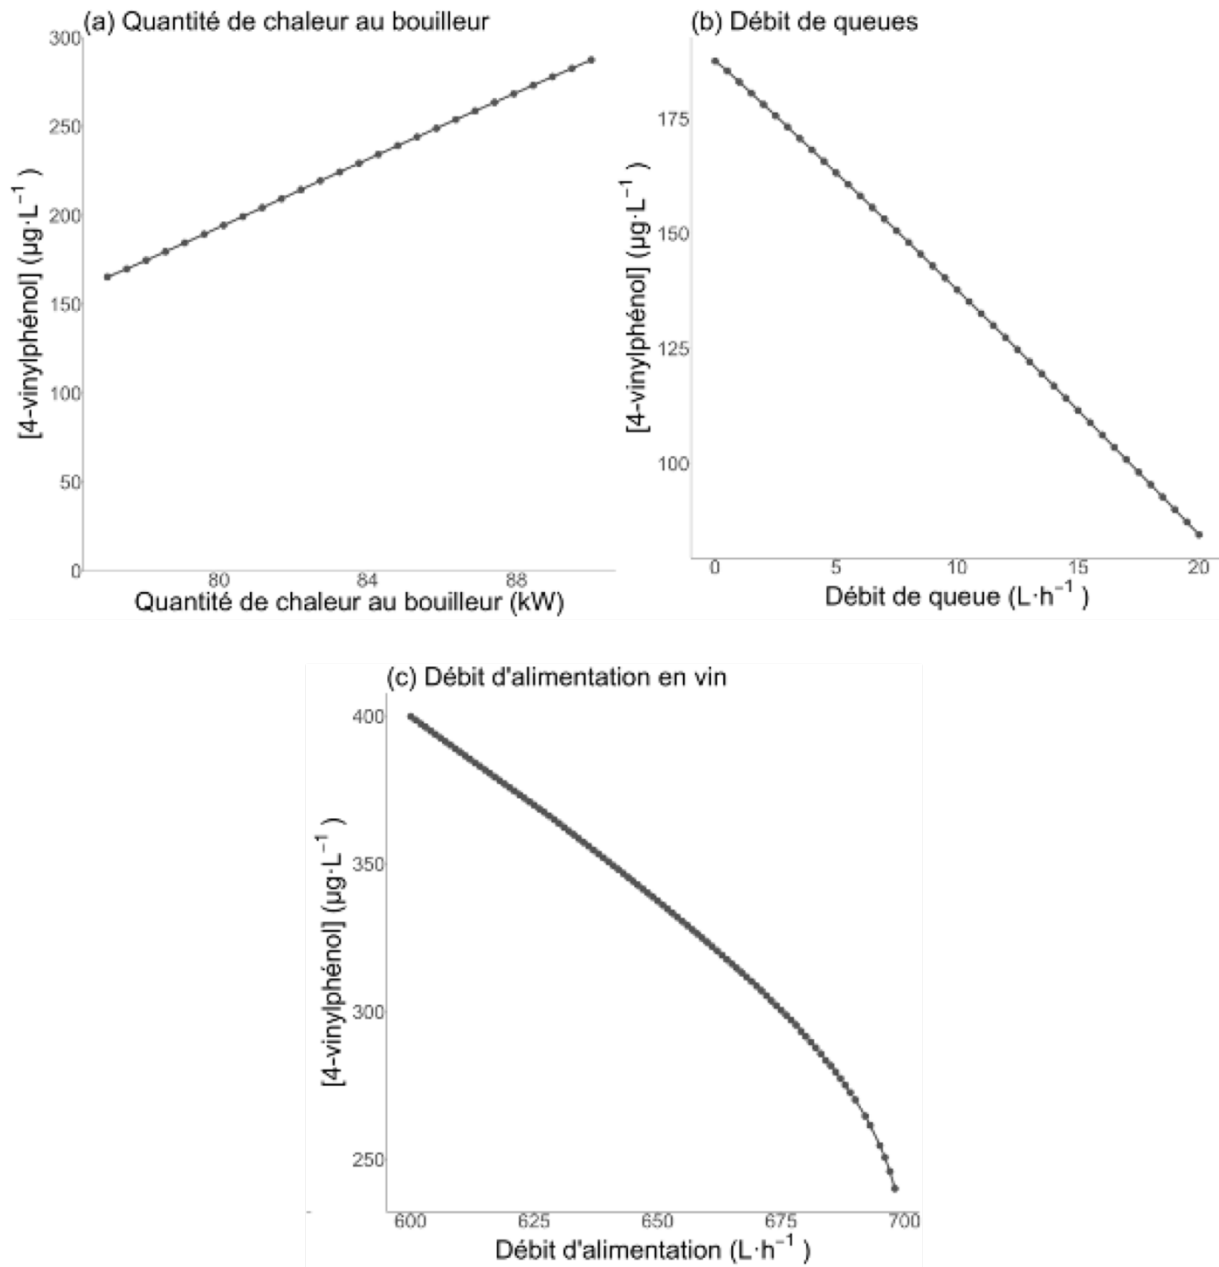 (a) Quantité de chaleur au bouilleur
300
250
200
150
100
50
0
[4-vinylphénol] (µg·L⁻¹ )
80 84 88
Quantité de chaleur au bouilleur (kW)
(b) Débit de queues
175
150
125
100
[4-vinylphénol] (µg·L⁻¹ )
0 5 10 15 20
Débit de queue (L·h⁻¹ )
(c) Débit d'alimentation en vin
400
350
300
250
[4-vinylphénol] (µg·L⁻¹ )
600 625 650 675 700
Débit d'alimentation (L·h⁻¹ )